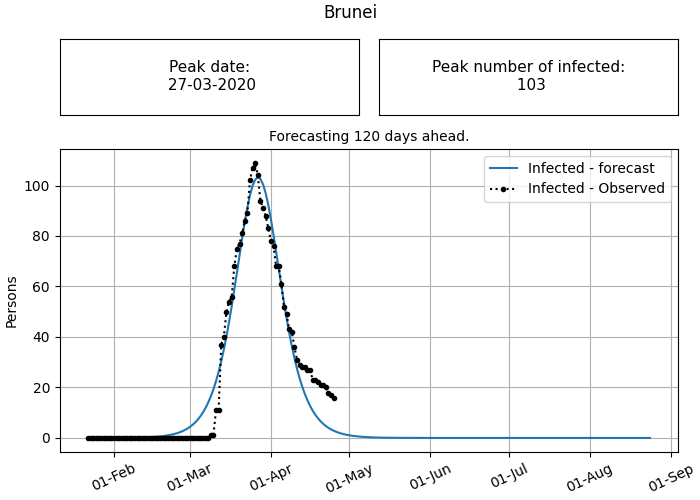 Brunei
Peak date:
27-03-2020
Peak number of infected:
103
Forecasting 120 days ahead.
Infected - forecast
Infected - Observed
Persons
100
80
60
40
20
0
01-Feb
01-Mar
01-Apr
01-May
01-Jun
01-Jul
01-Aug
01-Sep